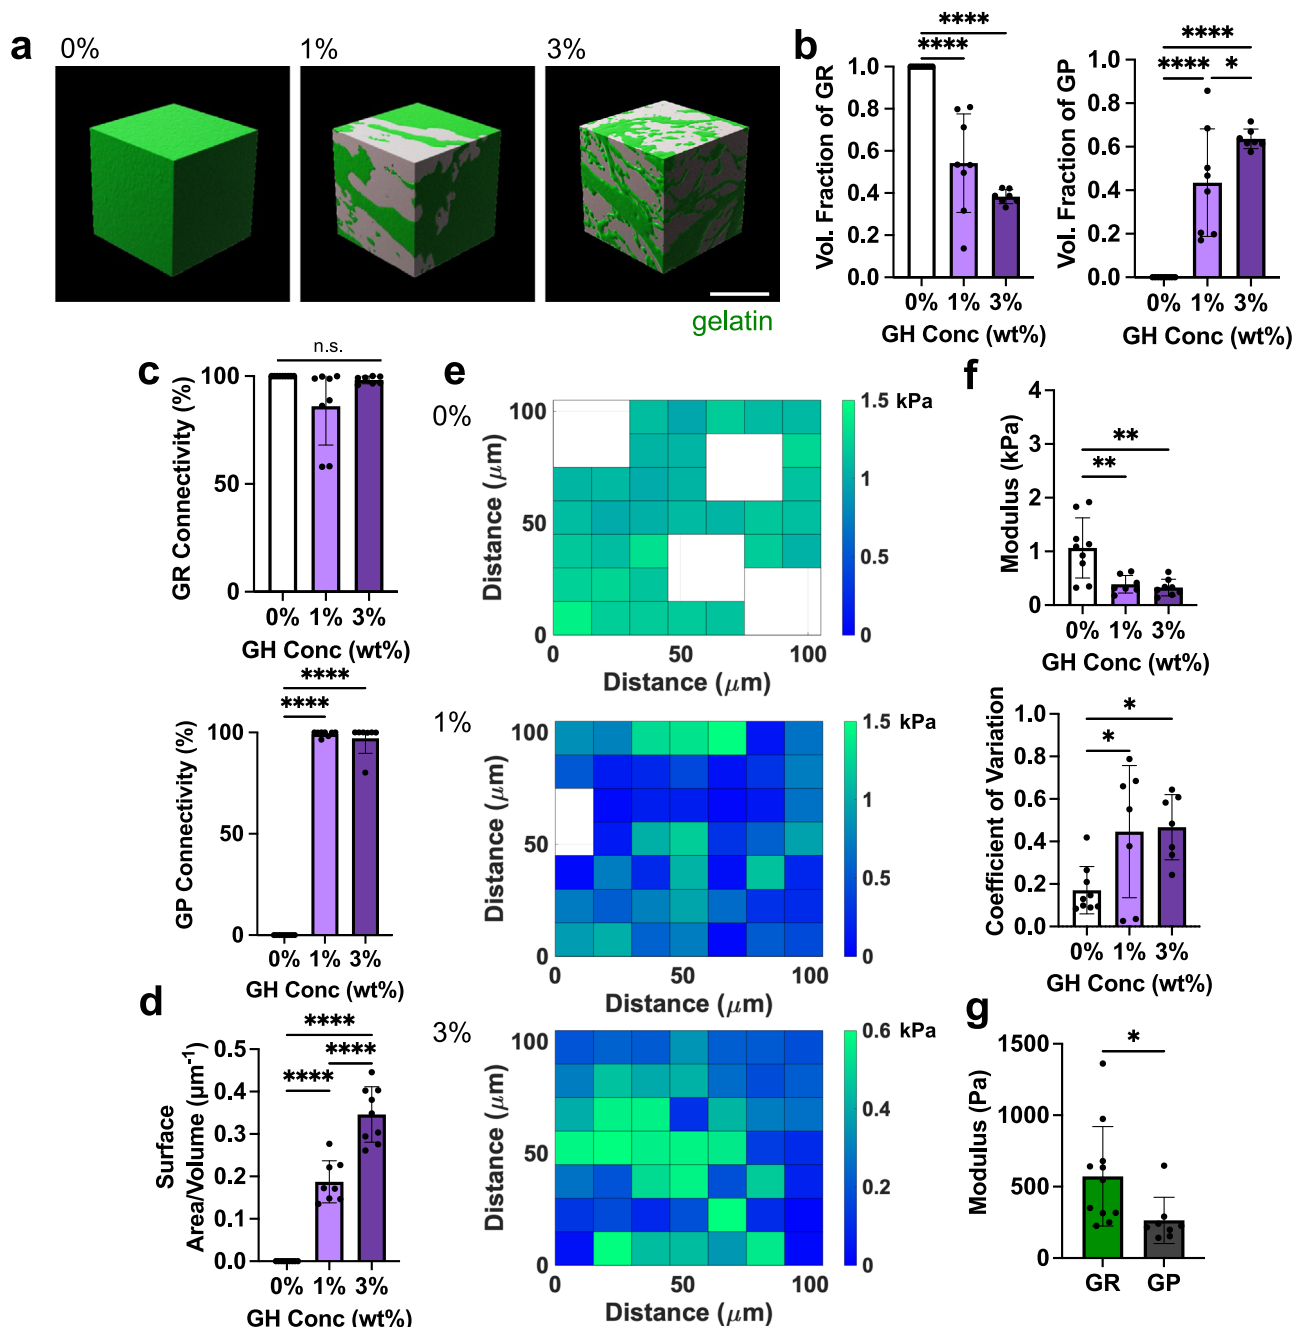 a
0%
1%
3%
gelatin
b
****
****
Vol. Fraction of GR
1.0
0.8
0.6
0.4
0.2
0.0
0% 1% 3%
GH Conc (wt%)
****
**** *
Vol. Fraction of GP
1.0
0.8
0.6
0.4
0.2
0.0
0% 1% 3%
GH Conc (wt%)
c
n.s.
GR Connectivity (%)
100
50
0
0% 1% 3%
GH Conc (wt%)
****
****
GP Connectivity (%)
100
50
0
0% 1% 3%
GH Conc (wt%)
d
****
****
****
Surface
Area/Volume (μm⁻¹)
0.5
0.4
0.3
0.2
0.1
0.0
0% 1% 3%
GH Conc (wt%)
e
0%
Distance (μm)
100
50
0
0 50 100
Distance (μm)
1.5 kPa
1
0.5
0
1%
Distance (μm)
100
50
0
0 50 100
Distance (μm)
1.5 kPa
1
0.5
0
3%
Distance (μm)
100
50
0
0 50 100
Distance (μm)
0.6 kPa
0.4
0.2
0
f
**
**
Modulus (kPa)
4
3
2
1
0
0% 1% 3%
GH Conc (wt%)
*
*
Coefficient of Variation
1.0
0.8
0.6
0.4
0.2
0.0
0% 1% 3%
GH Conc (wt%)
g
*
Modulus (Pa)
1500
1000
500
0
GR GP